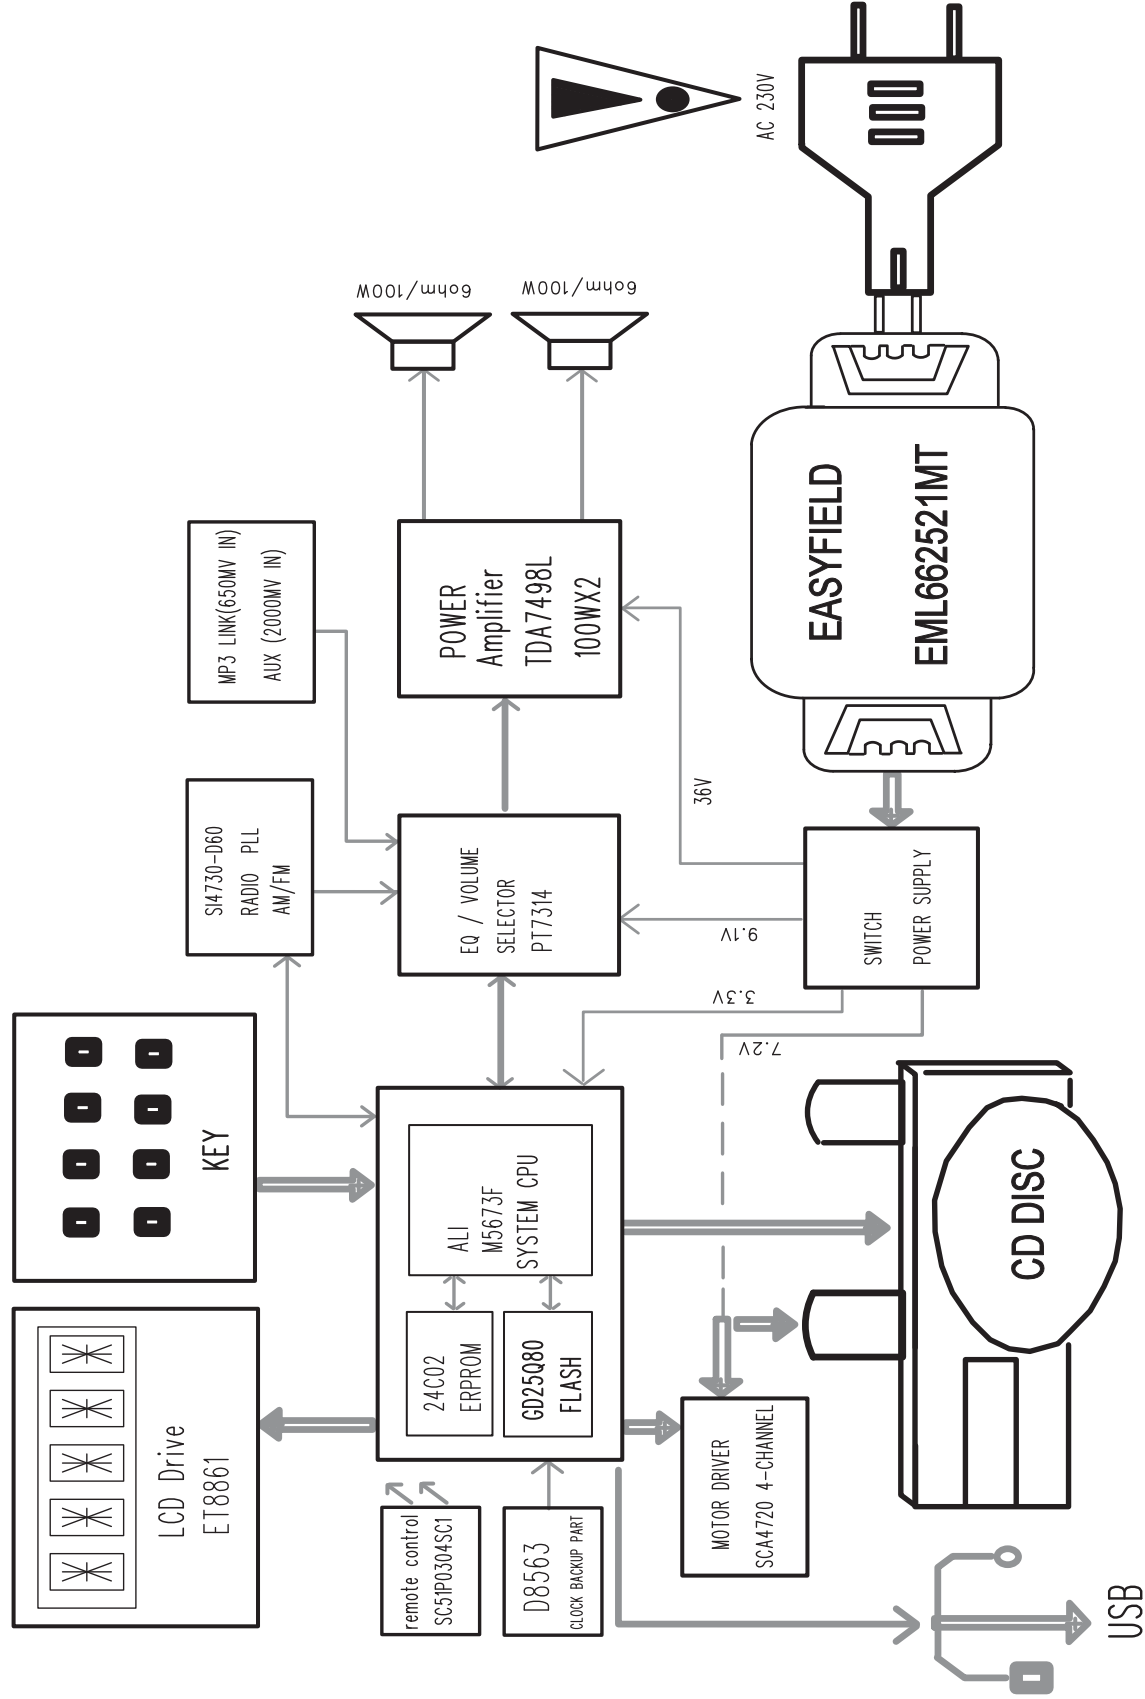 LCD Drive
ET8861
KEY
SI4730-D60
RADIO PLL
AM/FM
MP3 LINK(650MV IN)
AUX (2000MV IN)
remote control
SC51P0304SC1
D8563
CLOCK BACKUP PART
24C02
ERPROM
GD25Q80
FLASH
ALI
M5673F
SYSTEM CPU
EQ / VOLUME
SELECTOR
PT7314
POWER
Amplifier
TDA7498L
100WX2
6ohm/100W
6ohm/100W
AC 230V
36V
9.1V
3.3V
7.2V
MOTOR DRIVER
SCA4720 4-CHANNEL
SWITCH
POWER SUPPLY
EASYFIELD
EML662521MT
CD DISC
USB